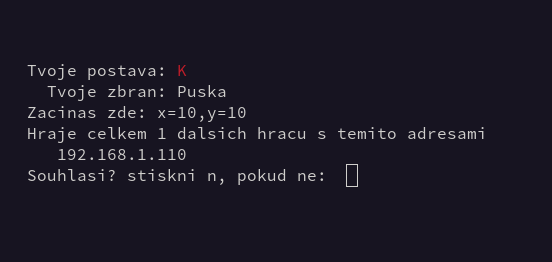 Tvoje postava: K
Tvoje zbran: Puska
Zacinas zde: x=10,y=10
Hraje celkem 1 dalsich hracu s temito adresami
192.168.1.110
Souhlasi? stiskni n, pokud ne: